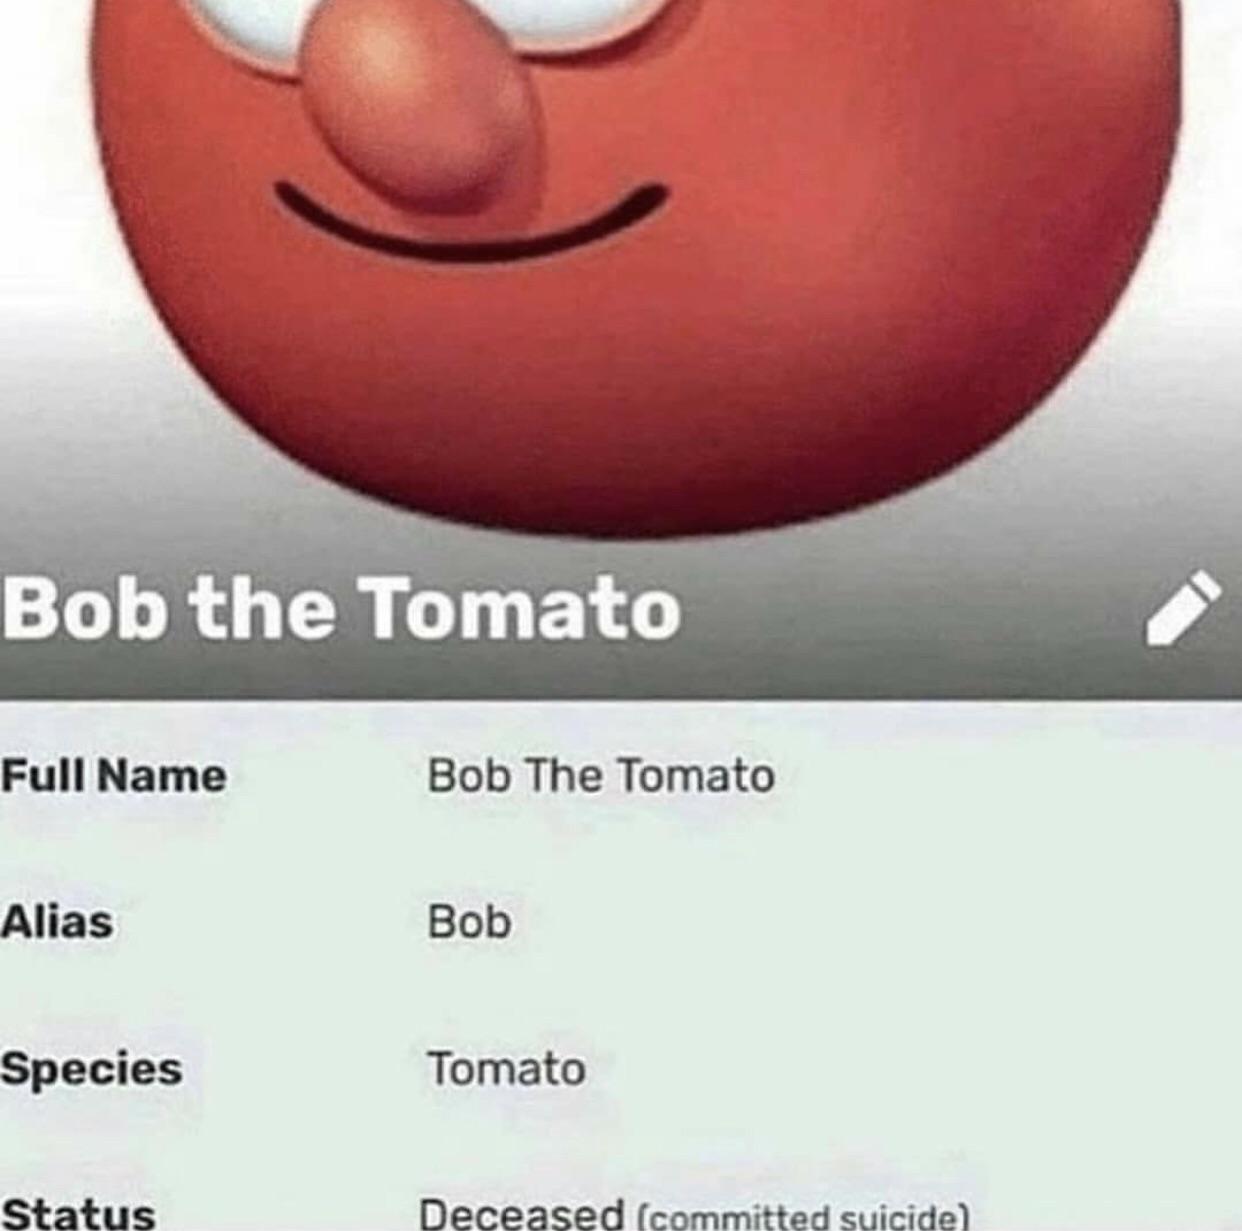 Bob the Tomato
Full Name Bob The Tomato
Alias Bob
Species Tomato
Status Deceased (committed suicide)